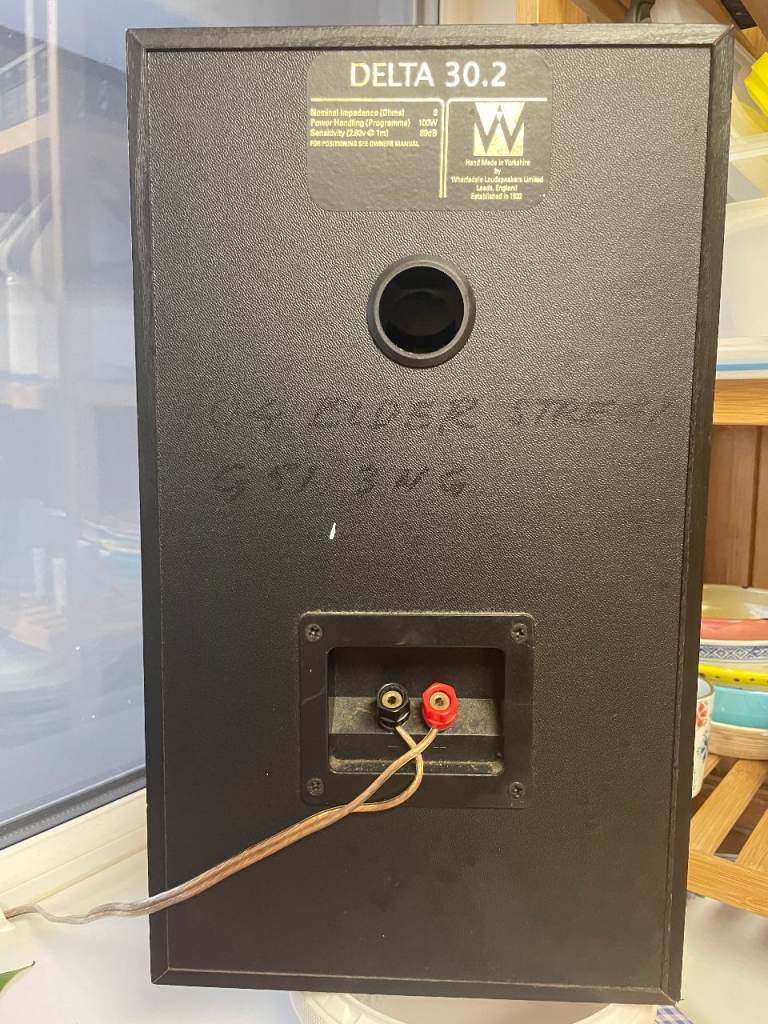 DELTA 30.2
Nominal Impedance (Ohms) 8
Power Handling (Programme) 100W
Sensitivity (2.83v @ 1m) 89dB
FOR POSITIONING SEE OWNERS MANUAL
W
Hand Made in Yorkshire
by
Wharfedale Loudspeakers Limited
Leeds, England
Established in 1932
104 ELDER STREET
G51 3NG